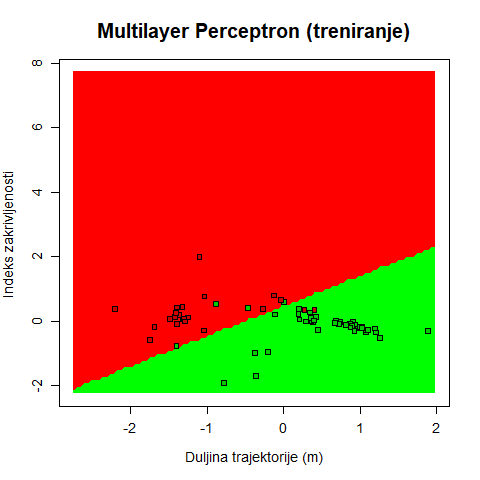 Multilayer Perceptron (treniranje)
Indeks zakrivljenosti
8
6
4
2
0
-2
-2 -1 0 1 2
Duljina trajektorije (m)